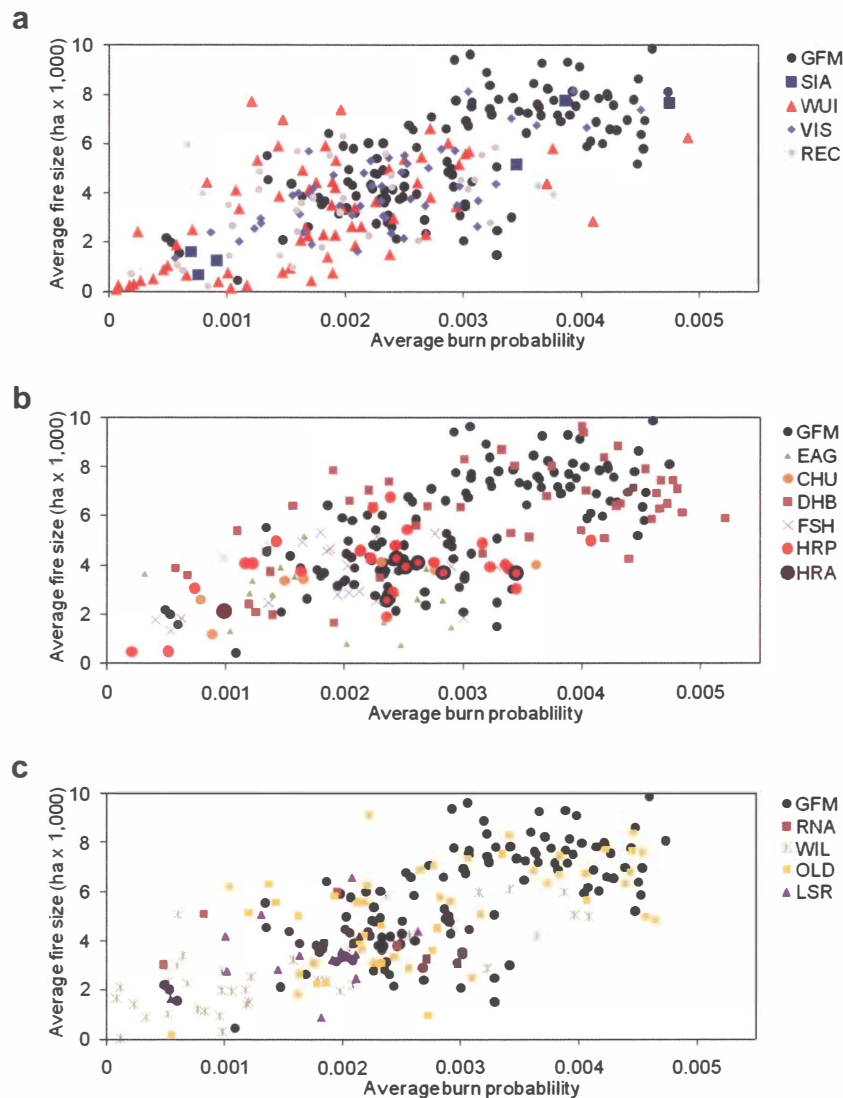 a
Average fire size (ha x 1,000)
10
8
6
4
2
0
0 0.001 0.002 0.003 0.004 0.005
Average burn probablility
GFM
SIA
WUI
VIS
REC
b
Average fire size (ha x 1,000)
10
8
6
4
2
0
0 0.001 0.002 0.003 0.004 0.005
Average burn probablility
GFM
EAG
CHU
DHB
FSH
HRP
HRA
c
Average fire size (ha x 1,000)
10
8
6
4
2
0
0 0.001 0.002 0.003 0.004 0.005
Average burn probablility
GFM
RNA
WIL
OLD
LSR